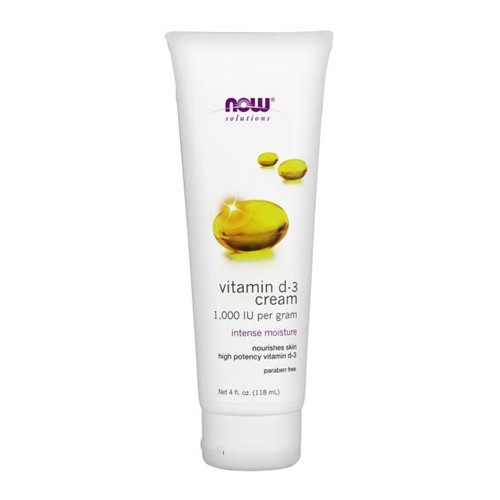 now®
solutions
vitamin d-3
cream
1,000 IU per gram
intense moisture
nourishes skin
high potency vitamin d-3
paraben free
Net 4 fl. oz. (118 mL)